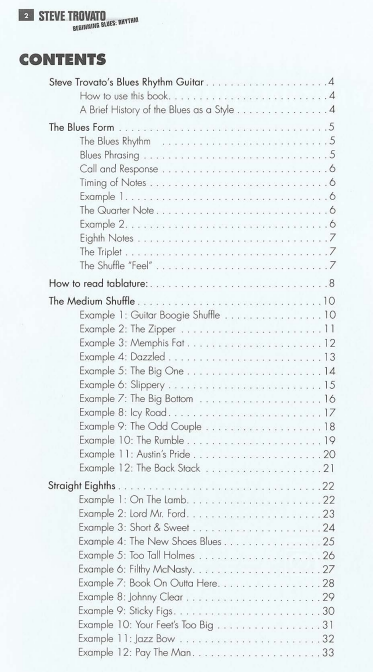 2 STEVE TROVATO
BEGINNING BLUES: RHYTHM
CONTENTS
Steve Trovato's Blues Rhythm Guitar . . . . . . . . . . . . . . . . . . . . 4
How to use this book. . . . . . . . . . . . . . . . . . . . . . . . . . 4
A Brief History of the Blues as a Style . . . . . . . . . . . . . . . 4
The Blues Form . . . . . . . . . . . . . . . . . . . . . . . . . . . . . . . . . . 5
The Blues Rhythm . . . . . . . . . . . . . . . . . . . . . . . . . . . 5
Blues Phrasing . . . . . . . . . . . . . . . . . . . . . . . . . . . . . . 5
Call and Response . . . . . . . . . . . . . . . . . . . . . . . . . . . 6
Timing of Notes . . . . . . . . . . . . . . . . . . . . . . . . . . . . . 6
Example 1. . . . . . . . . . . . . . . . . . . . . . . . . . . . . . . . . 6
The Quarter Note . . . . . . . . . . . . . . . . . . . . . . . . . . . . 6
Example 2. . . . . . . . . . . . . . . . . . . . . . . . . . . . . . . . . 6
Eighth Notes . . . . . . . . . . . . . . . . . . . . . . . . . . . . . . . 7
The Triplet . . . . . . . . . . . . . . . . . . . . . . . . . . . . . . . . . 7
The Shuffle "Feel" . . . . . . . . . . . . . . . . . . . . . . . . . . . . 7
How to read tablature: . . . . . . . . . . . . . . . . . . . . . . . . . . . . . 8
The Medium Shuffle . . . . . . . . . . . . . . . . . . . . . . . . . . . . . . 10
Example 1: Guitar Boogie Shuffle . . . . . . . . . . . . . . . . . 10
Example 2: The Zipper . . . . . . . . . . . . . . . . . . . . . . . . 11
Example 3: Memphis Fat . . . . . . . . . . . . . . . . . . . . . . . 12
Example 4: Dazzled . . . . . . . . . . . . . . . . . . . . . . . . . . 13
Example 5: The Big One . . . . . . . . . . . . . . . . . . . . . . . 14
Example 6: Slippery . . . . . . . . . . . . . . . . . . . . . . . . . . 15
Example 7: The Big Bottom . . . . . . . . . . . . . . . . . . . . . 16
Example 8: Icy Road . . . . . . . . . . . . . . . . . . . . . . . . . . 17
Example 9: The Odd Couple . . . . . . . . . . . . . . . . . . . . 18
Example 10: The Rumble . . . . . . . . . . . . . . . . . . . . . . . 19
Example 11: Austin's Pride . . . . . . . . . . . . . . . . . . . . . . 20
Example 12: The Back Stack . . . . . . . . . . . . . . . . . . . . 21
Straight Eighths . . . . . . . . . . . . . . . . . . . . . . . . . . . . . . . . . 22
Example 1: On The Lamb. . . . . . . . . . . . . . . . . . . . . . . 22
Example 2: Lord Mr. Ford. . . . . . . . . . . . . . . . . . . . . . . 23
Example 3: Short & Sweet . . . . . . . . . . . . . . . . . . . . . . 24
Example 4: The New Shoes Blues . . . . . . . . . . . . . . . . . 25
Example 5: Too Tall Holmes . . . . . . . . . . . . . . . . . . . . . 26
Example 6: Filthy McNasty. . . . . . . . . . . . . . . . . . . . . . 27
Example 7: Book On Outta Here. . . . . . . . . . . . . . . . . . 28
Example 8: Johnny Clear . . . . . . . . . . . . . . . . . . . . . . . 29
Example 9: Sticky Figs. . . . . . . . . . . . . . . . . . . . . . . . . 30
Example 10: Your Feet's Too Big . . . . . . . . . . . . . . . . . . 31
Example 11: Jazz Bow . . . . . . . . . . . . . . . . . . . . . . . . 32
Example 12: Pay The Man. . . . . . . . . . . . . . . . . . . . . . 33